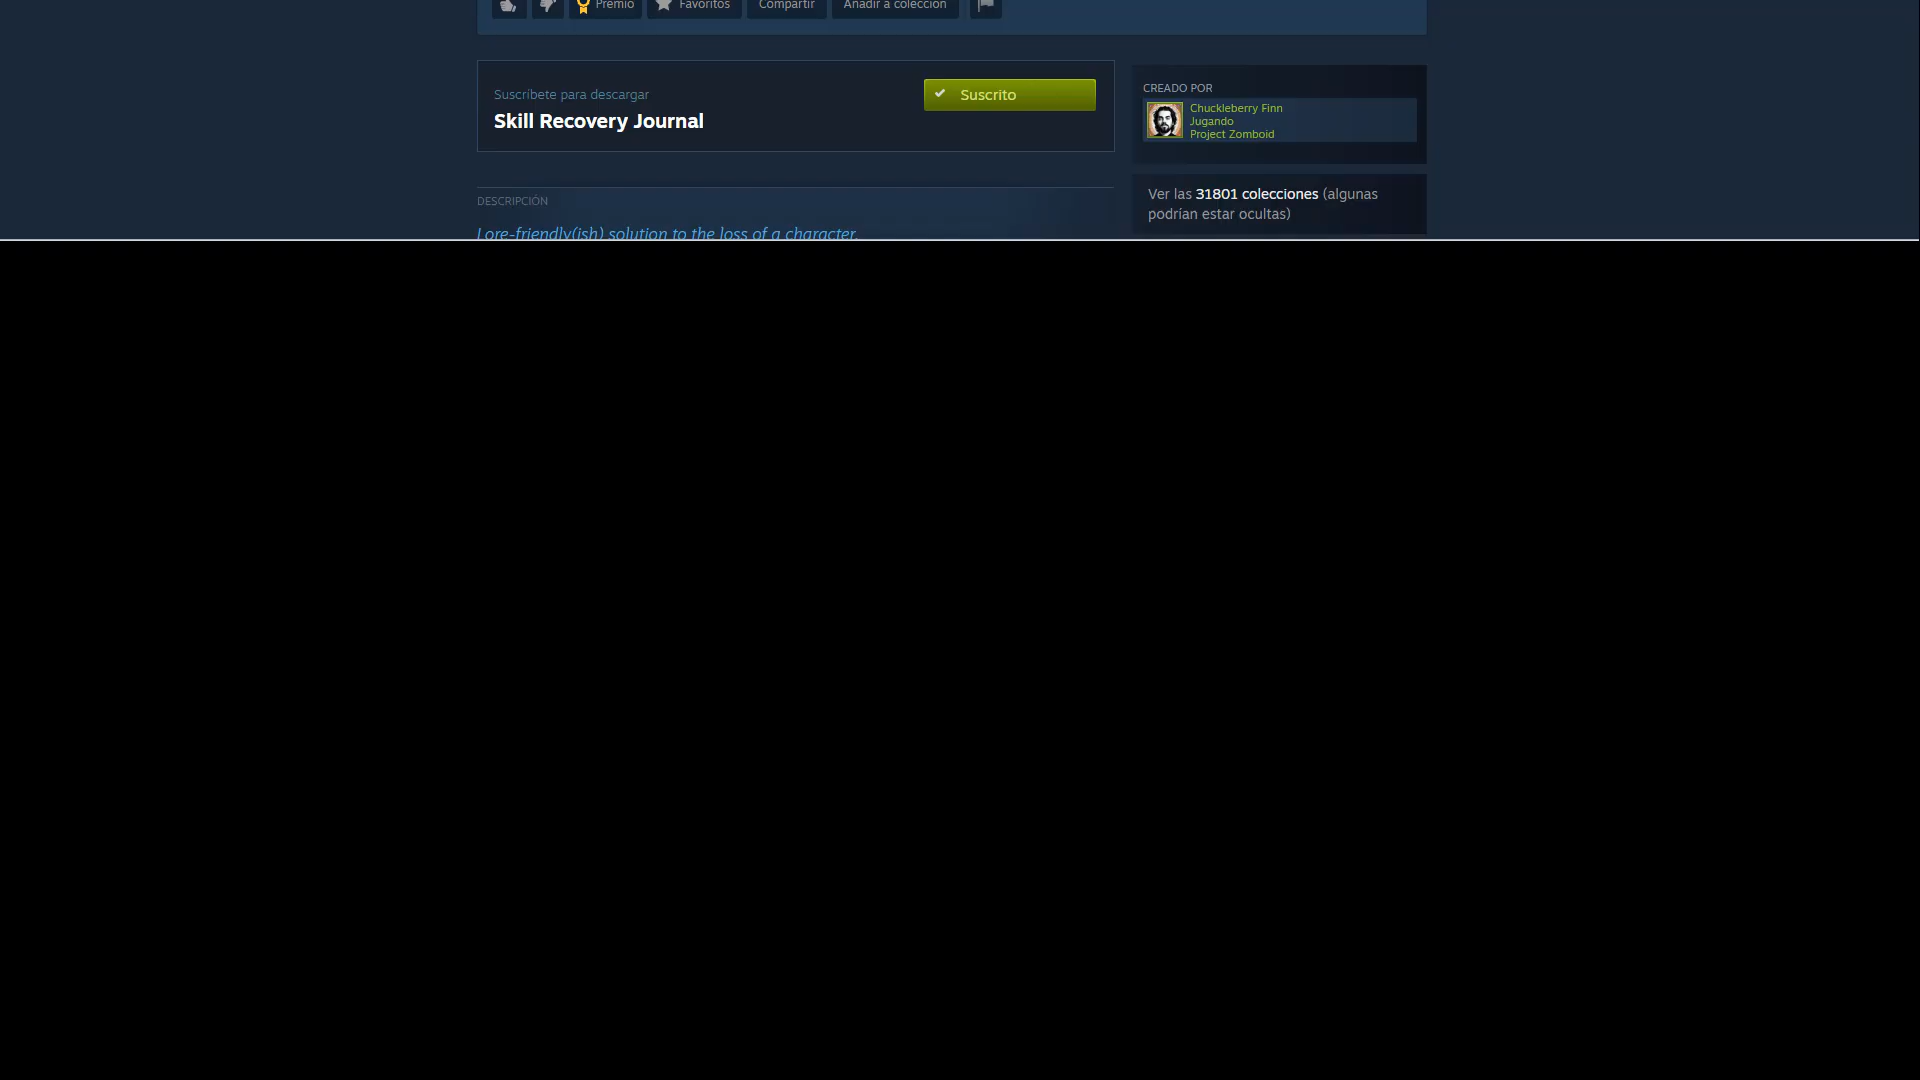 Premio Favoritos Compartir Añadir a colección
Suscríbete para descargar
Suscrito
Skill Recovery Journal
CREADO POR
Chuckleberry Finn
Jugando
Project Zomboid
Ver las 31801 colecciones (algunas
podrían estar ocultas)
DESCRIPCIÓN
Lore-friendly(ish) solution to the loss of a character.